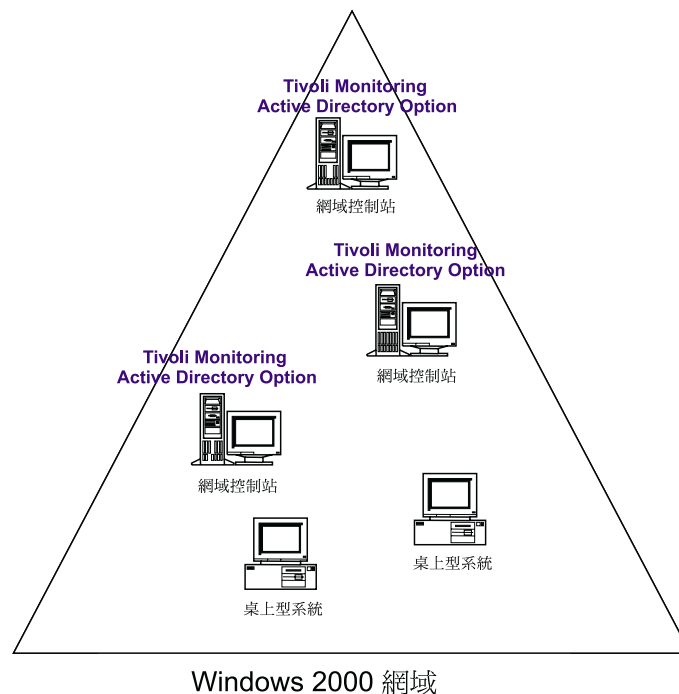 Tivoli Monitoring
Active Directory Option
網域控制站
Tivoli Monitoring
Active Directory Option
網域控制站
Tivoli Monitoring
Active Directory Option
網域控制站
桌上型系統
桌上型系統
Windows 2000 網域